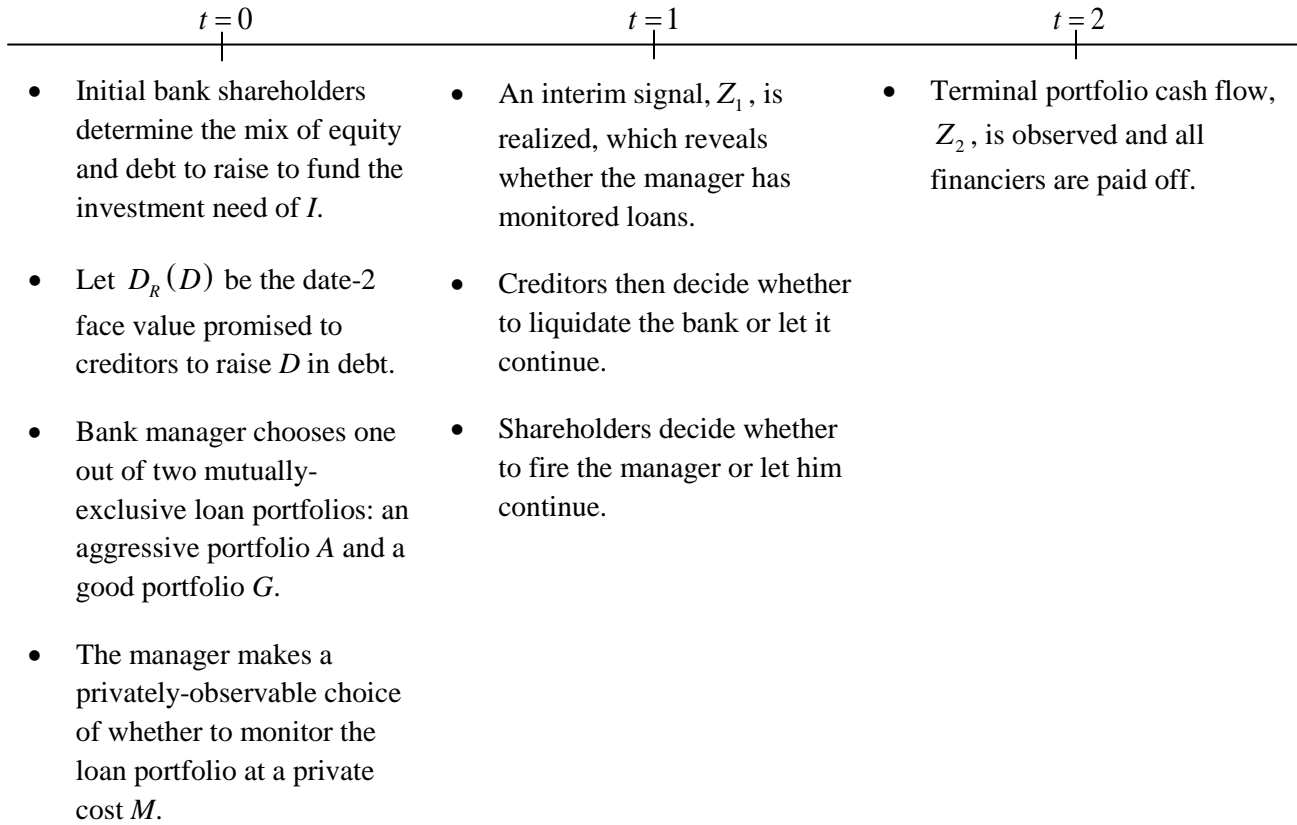 t = 0
t = 1
t = 2
• Initial bank shareholders
determine the mix of equity
and debt to raise to fund the
investment need of I.
• Let D_R(D) be the date-2
face value promised to
creditors to raise D in debt.
• Bank manager chooses one
out of two mutually-
exclusive loan portfolios: an
aggressive portfolio A and a
good portfolio G.
• The manager makes a
privately-observable choice
of whether to monitor the
loan portfolio at a private
cost M.
• An interim signal, Z_1, is
realized, which reveals
whether the manager has
monitored loans.
• Creditors then decide whether
to liquidate the bank or let it
continue.
• Shareholders decide whether
to fire the manager or let him
continue.
• Terminal portfolio cash flow,
Z_2, is observed and all
financiers are paid off.